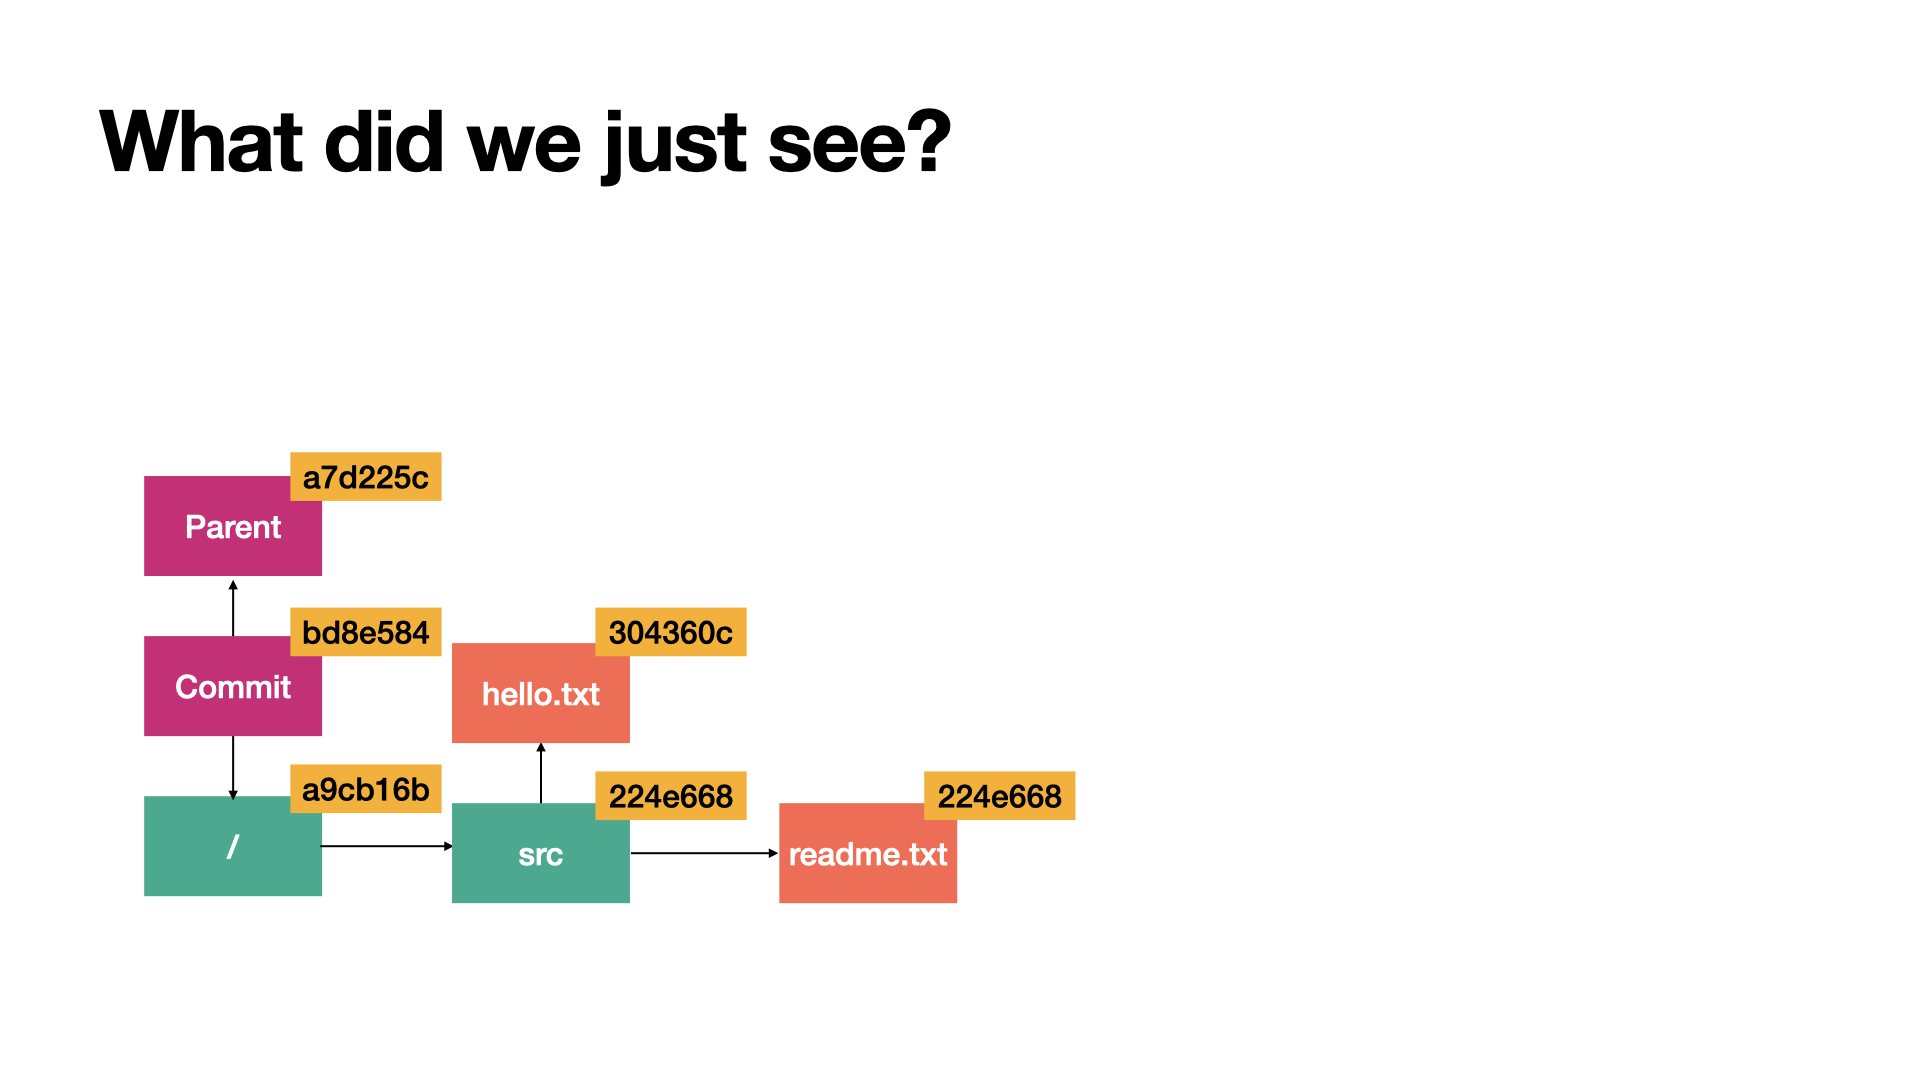 What did we just see?
a7d225c
Parent
bd8e584
Commit
304360c
hello.txt
a9cb16b
/
224e668
src
224e668
readme.txt